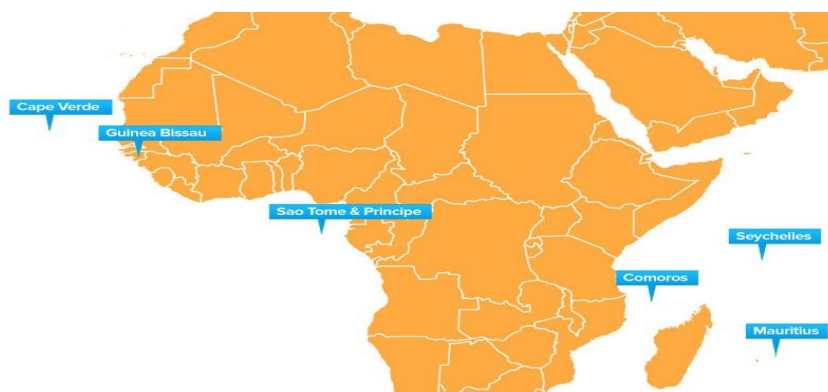 Cape Verde
Guinea Bissau
Sao Tome & Principe
Seychelles
Comoros
Mauritius